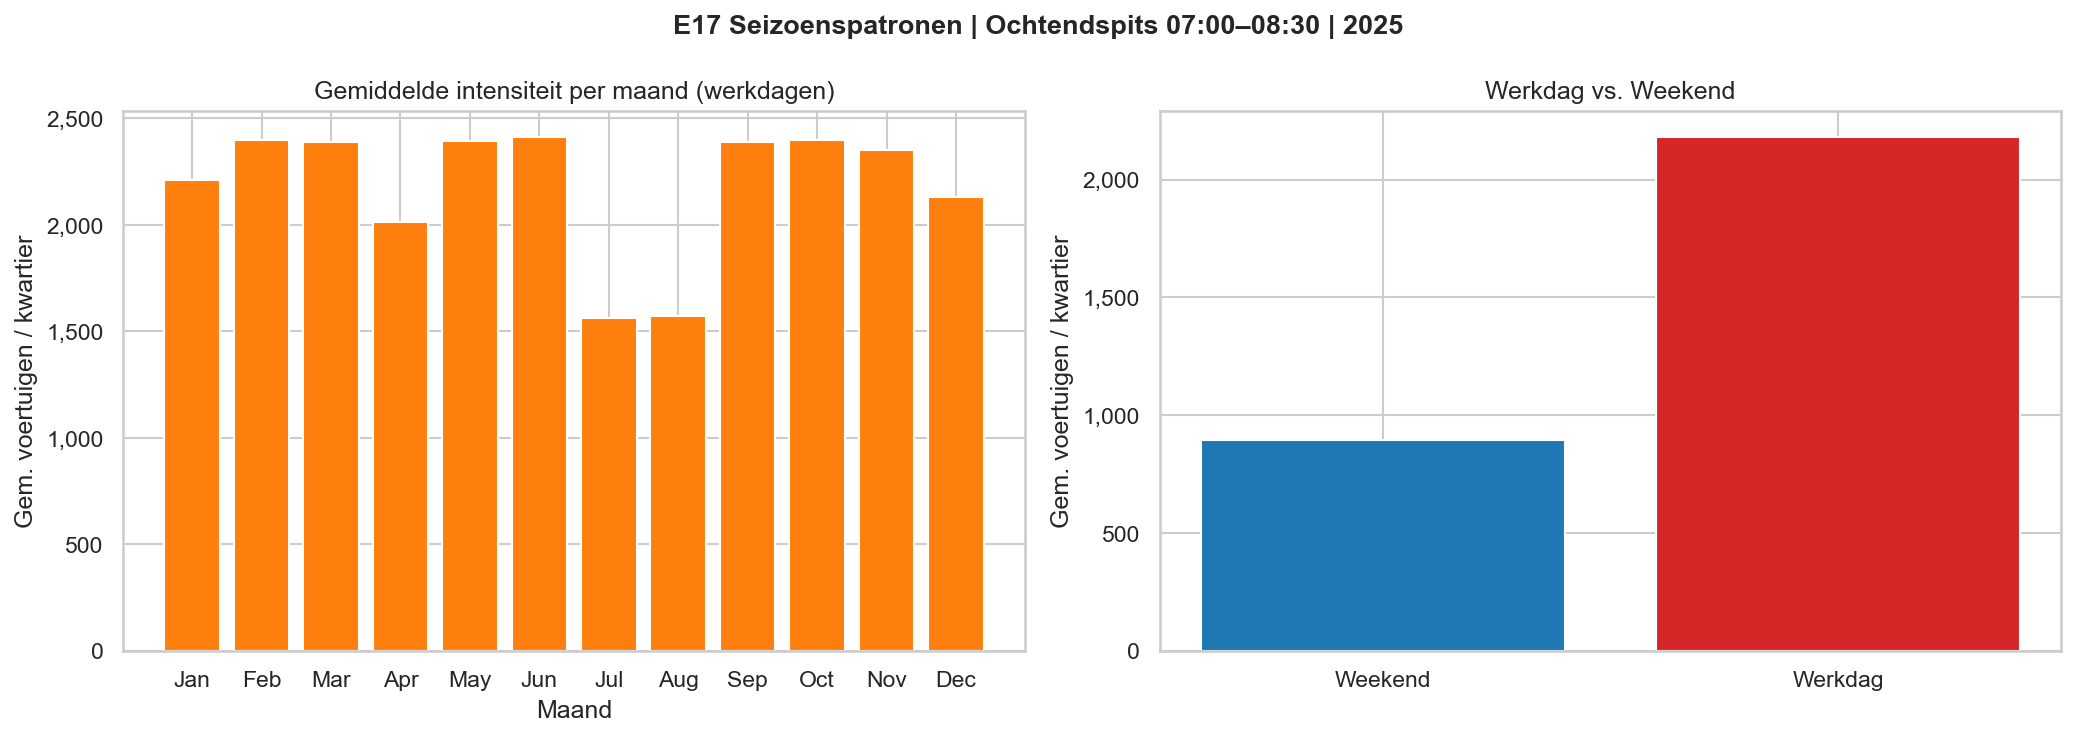 E17 Seizoenspatronen | Ochtendspits 07:00–08:30 | 2025
Gemiddelde intensiteit per maand (werkdagen)
Gem. voertuigen / kwartier
2,500
2,000
1,500
1,000
500
0
Jan Feb Mar Apr May Jun Jul Aug Sep Oct Nov Dec
Maand
Werkdag vs. Weekend
Gem. voertuigen / kwartier
2,000
1,500
1,000
500
0
Weekend Werkdag